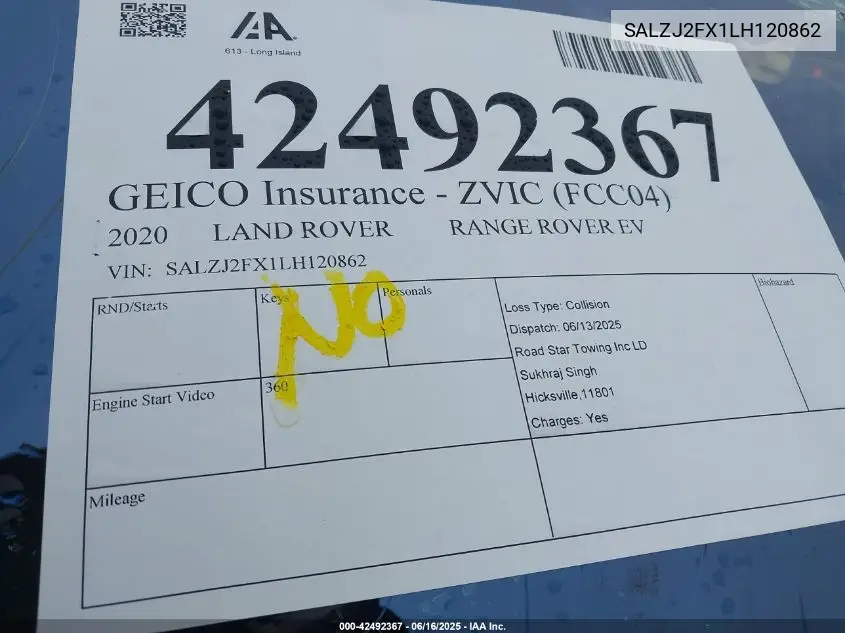 SALZJ2FX1LH120862
IAA
613 - Long Island
42492367
GEICO Insurance - ZVIC (FCC04)
2020 LAND ROVER RANGE ROVER EV
VIN: SALZJ2FX1LH120862
RND/Starts
Keys
NO
Personals
Loss Type: Collision
Dispatch: 06/13/2025
Road Star Towing Inc LD
Sukhraj Singh
Hicksville,11801
Charges: Yes
Biohazard
Engine Start Video
360
Mileage
000-42492367 - 06/16/2025 - IAA Inc.